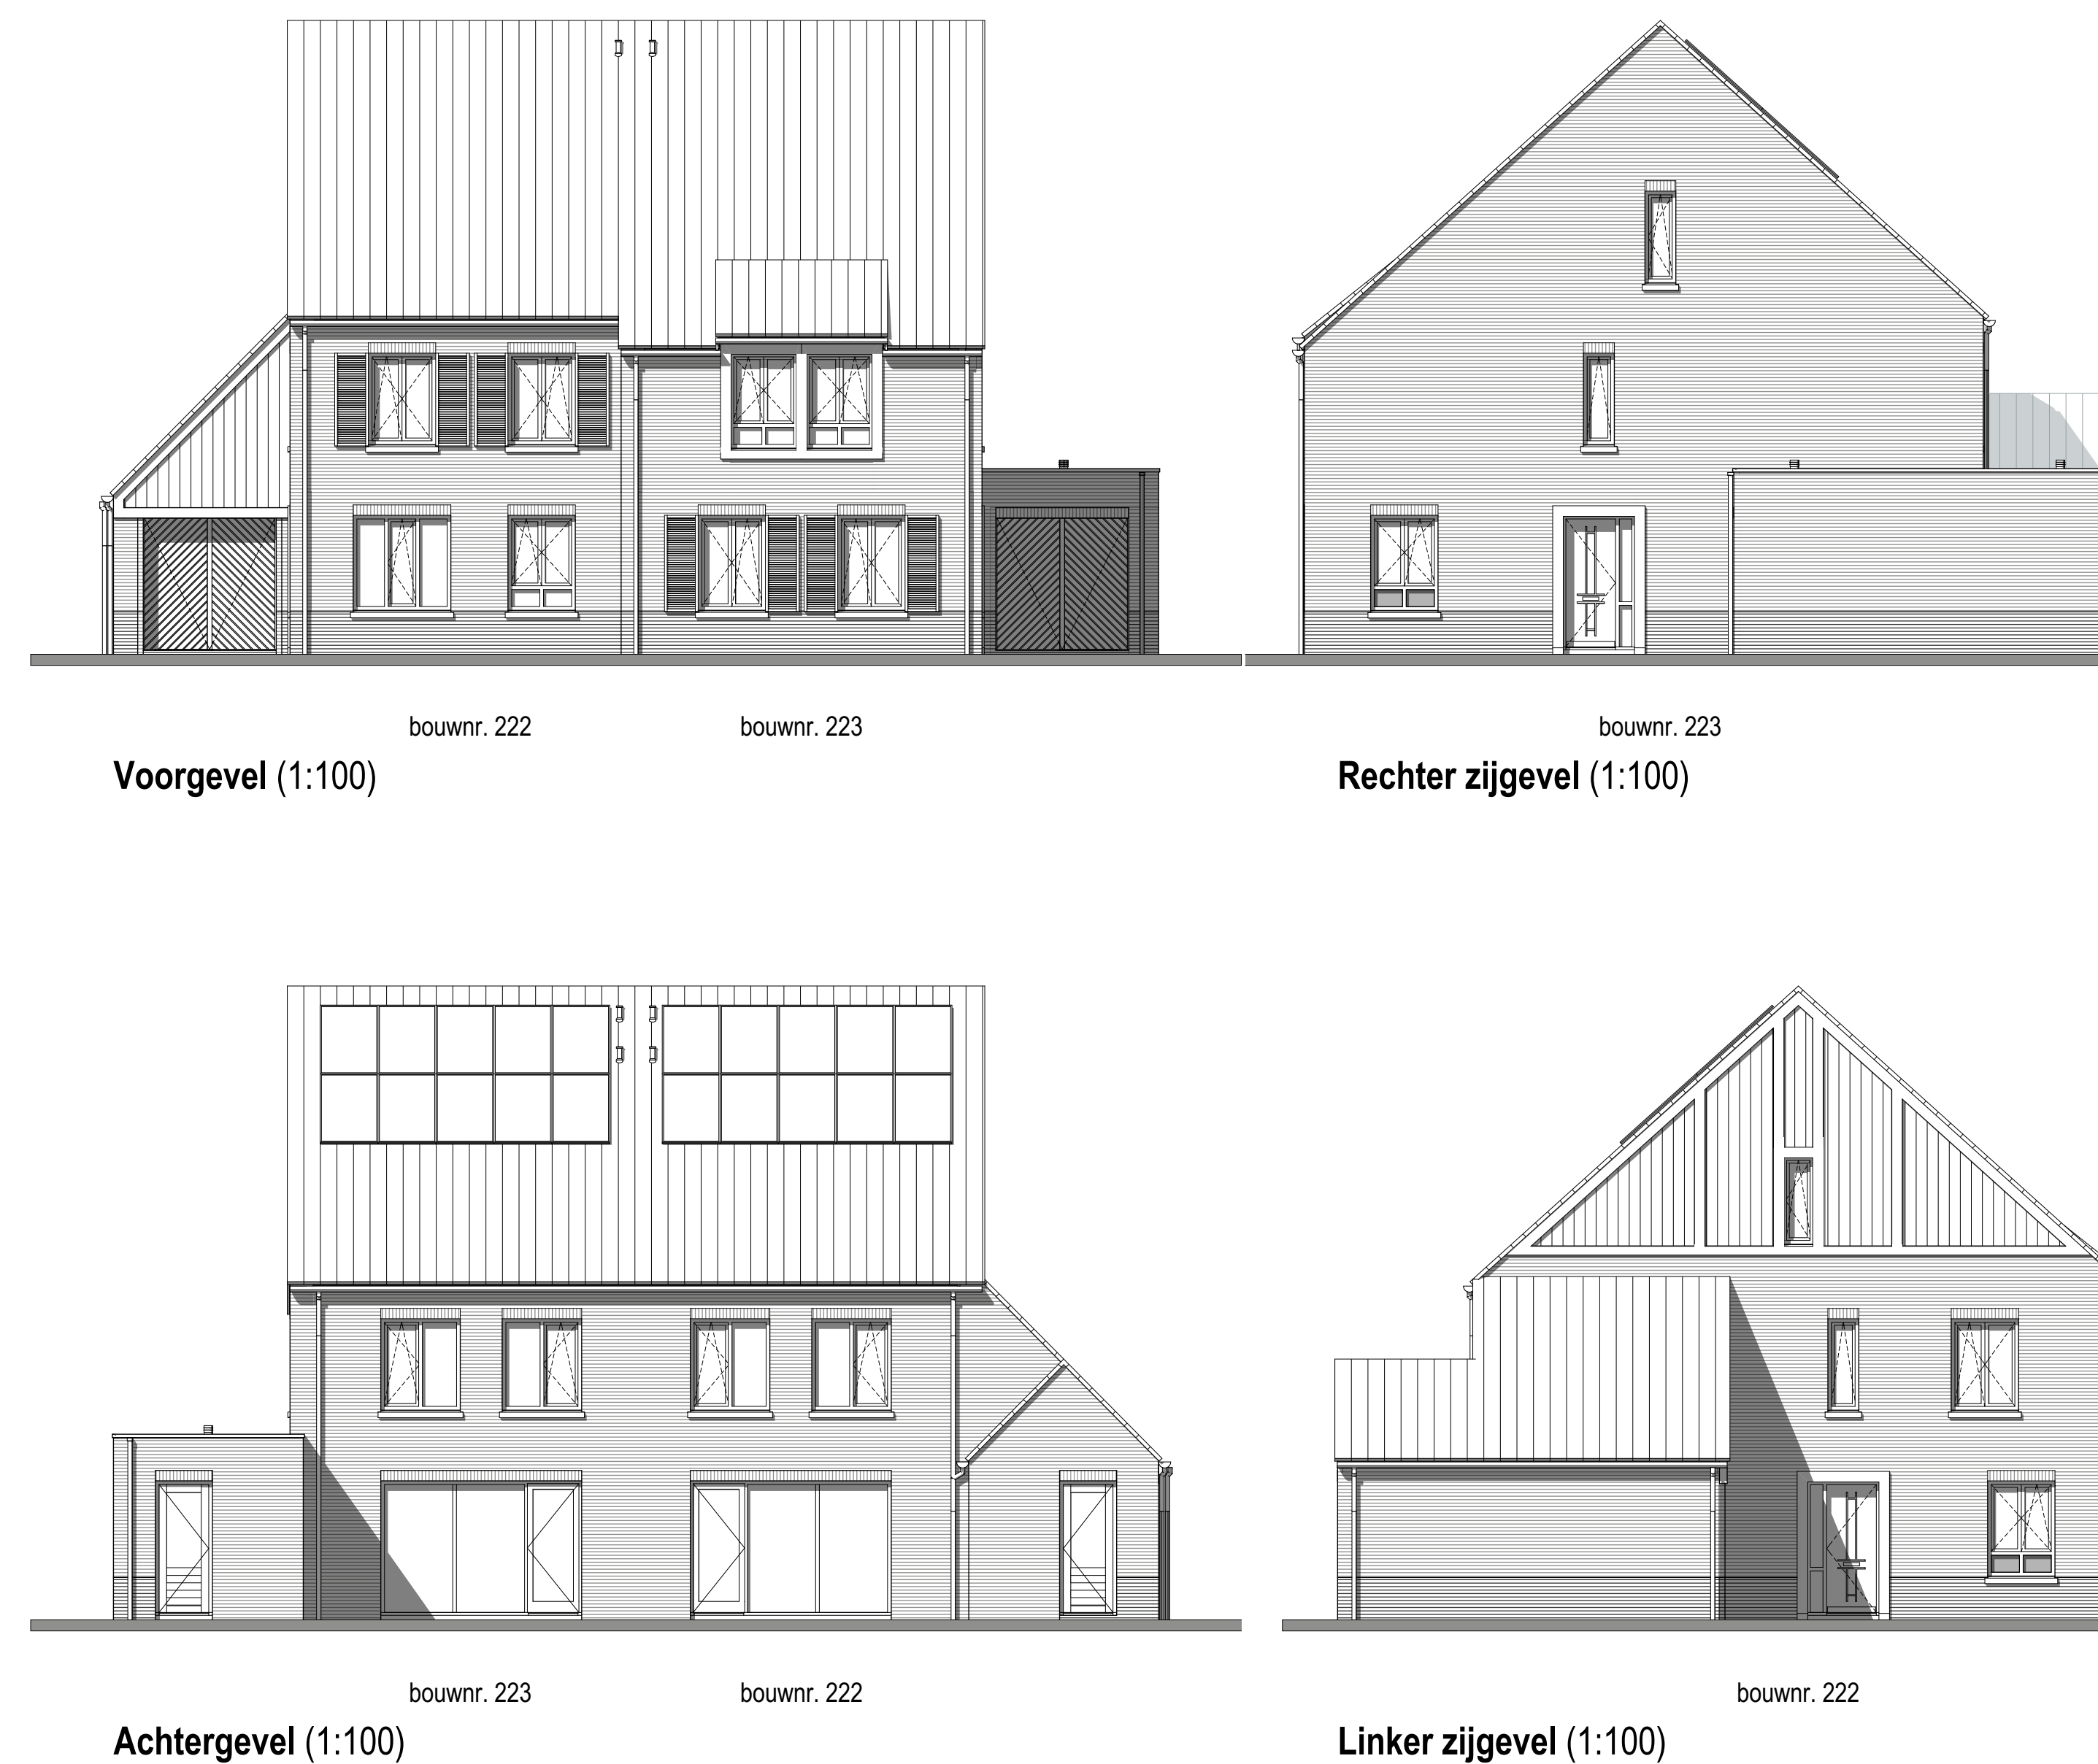 bouwnr. 222
bouwnr. 223
Voorgevel (1:100)
bouwnr. 223
Rechter zijgevel (1:100)
bouwnr. 223
bouwnr. 222
Achtergevel (1:100)
bouwnr. 222
Linker zijgevel (1:100)